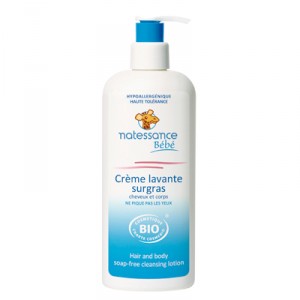 HYPOALLERGÉNIQUE
HAUTE TOLÉRANCE
natessance
Bébé
Crème lavante
surgras
cheveux et corps
NE PIQUE PAS LES YEUX
BIO
Hair and body
soap-free cleansing lotion